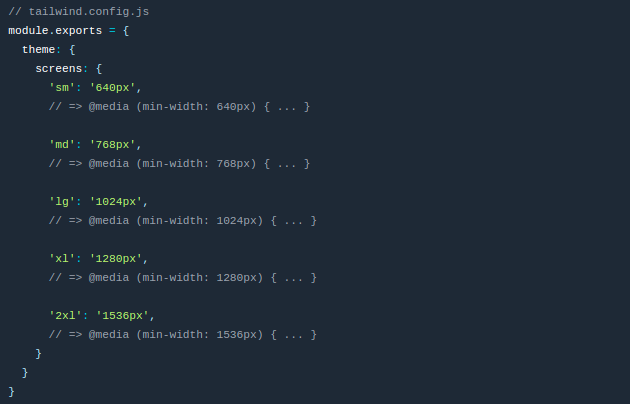 // tailwind.config.js
module.exports = {
  theme: {
    screens: {
      'sm': '640px',
      // => @media (min-width: 640px) { ... }

      'md': '768px',
      // => @media (min-width: 768px) { ... }

      'lg': '1024px',
      // => @media (min-width: 1024px) { ... }

      'xl': '1280px',
      // => @media (min-width: 1280px) { ... }

      '2xl': '1536px',
      // => @media (min-width: 1536px) { ... }
    }
  }
}